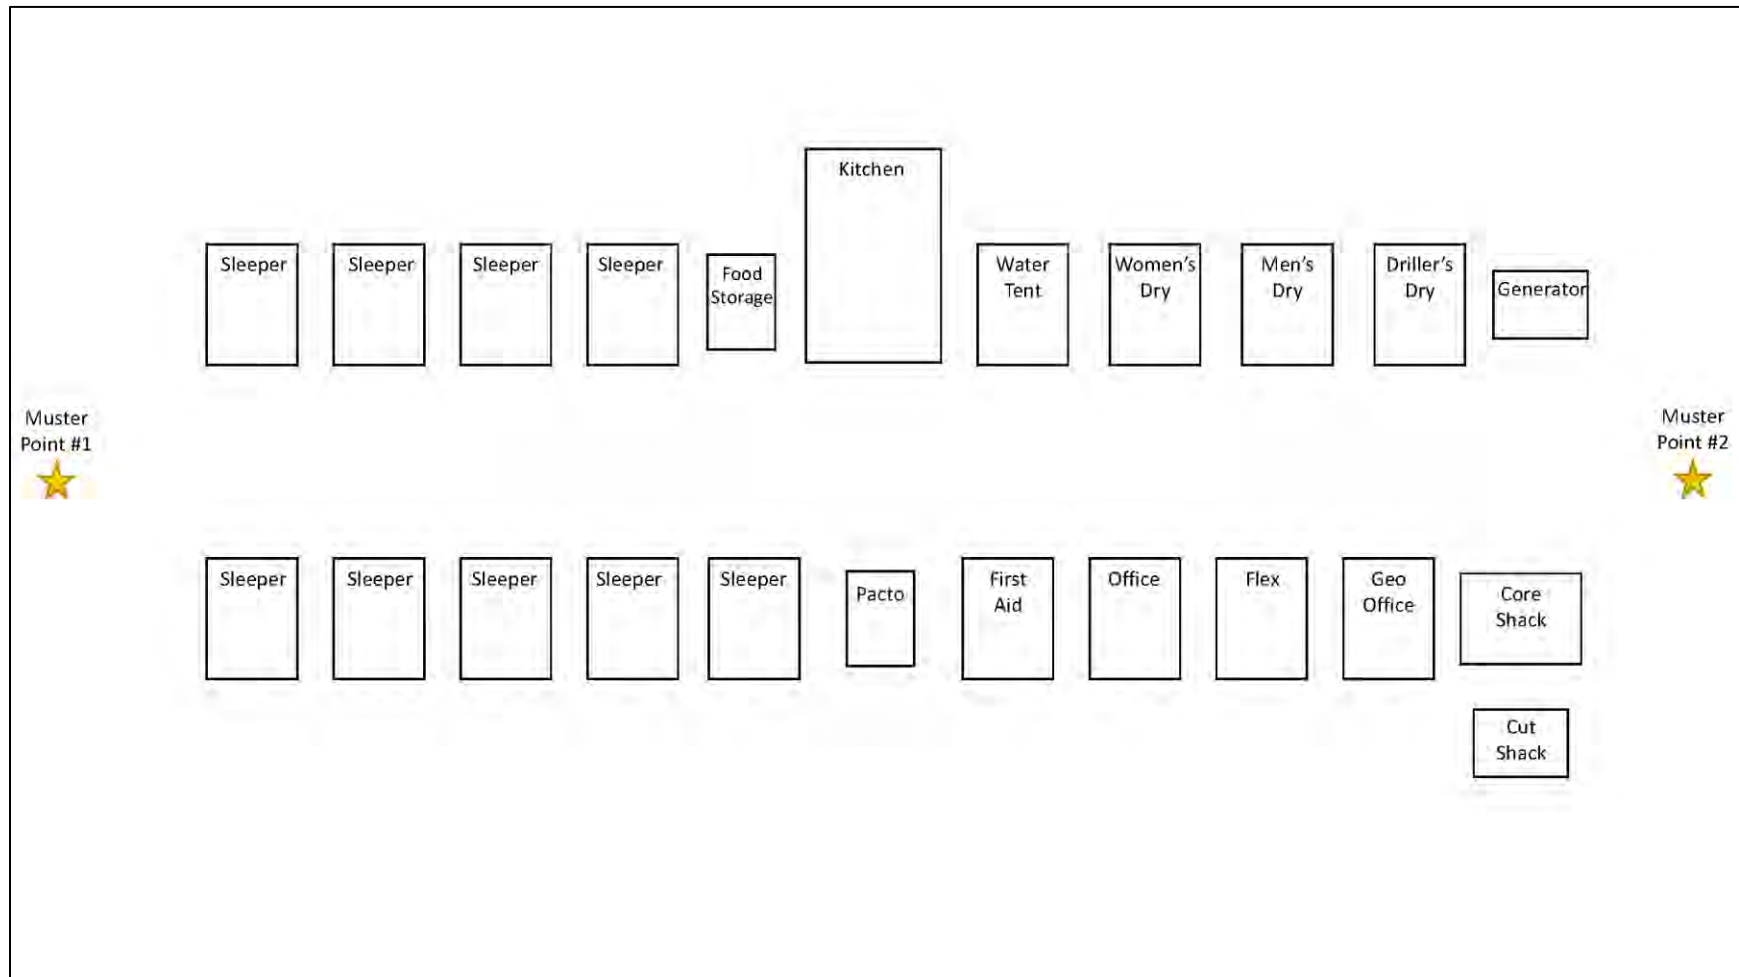 Kitchen
Sleeper
Sleeper
Sleeper
Sleeper
Food
Storage
Water
Tent
Women's
Dry
Men's
Dry
Driller's
Dry
Generator
Muster
Point #1
Muster
Point #2
Sleeper
Sleeper
Sleeper
Sleeper
Sleeper
Pacto
First
Aid
Office
Flex
Geo
Office
Core
Shack
Cut
Shack